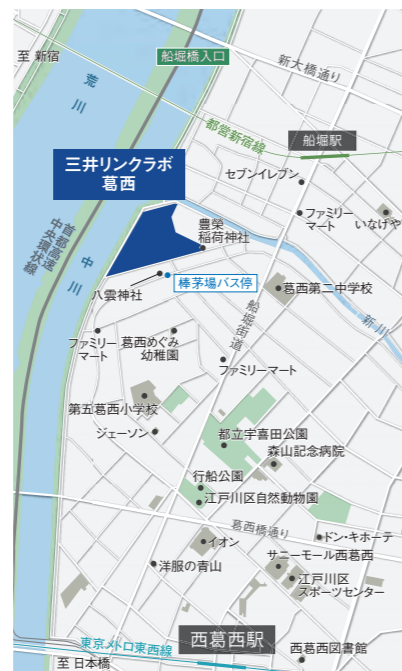 至 新宿
荒川
船堀橋入口
新大橋通り
都営新宿線
船堀駅
三井リンクラボ
葛西
セブンイレブン
首都高速
中央環状線
中川
豊榮
稲荷神社
ファミリー
マート
いなげや
棒茅場バス停
八雲神社
葛西第二中学校
船堀街道
新川
ファミリー
マート
葛西めぐみ
幼稚園
ファミリーマート
第五葛西小学校
ジェーソン
都立宇喜田公園
森山記念病院
行船公園
江戸川区自然動物園
葛西橋通り
イオン
ドン・キホーテ
洋服の青山
サニーモール西葛西
江戸川区
スポーツセンター
東京メトロ東西線
西葛西駅
西葛西図書館
至 日本橋